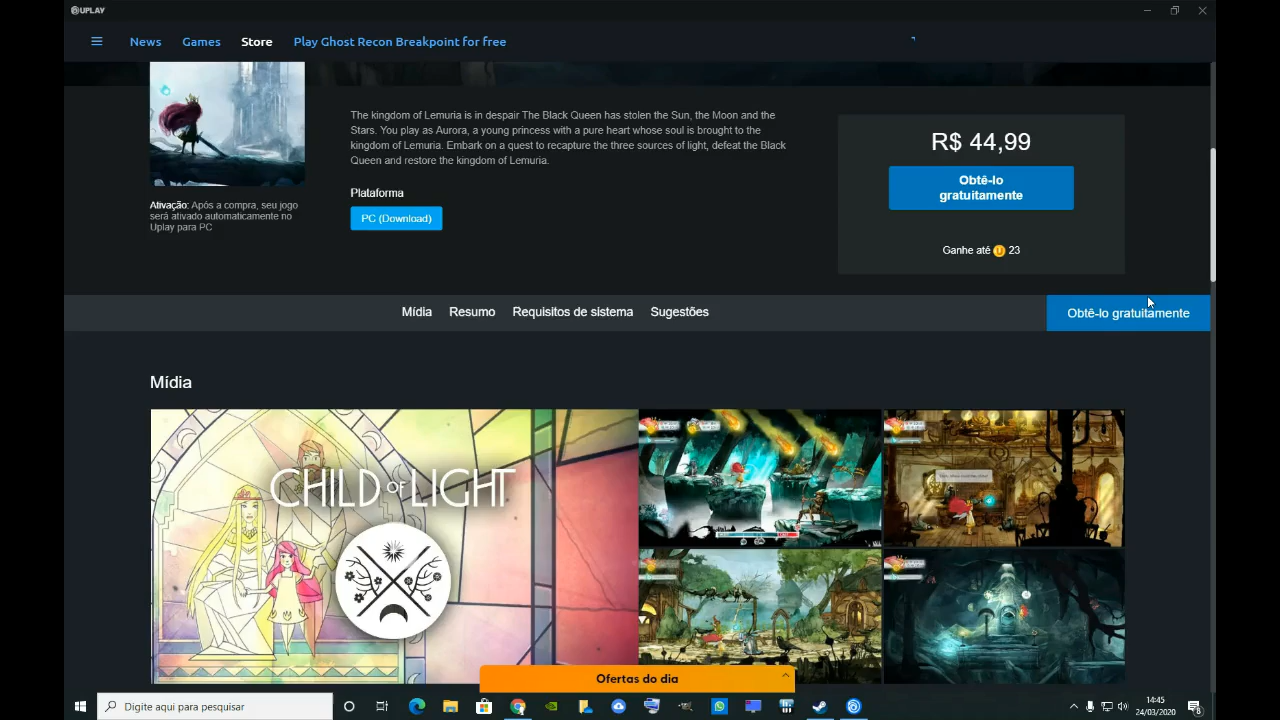 UPLAY
News Games Store Play Ghost Recon Breakpoint for free
The kingdom of Lemuria is in despair The Black Queen has stolen the Sun, the Moon and the
Stars. You play as Aurora, a young princess with a pure heart whose soul is brought to the
kingdom of Lemuria. Embark on a quest to recapture the three sources of light, defeat the Black
Queen and restore the kingdom of Lemuria.
Plataforma
PC (Download)
Ativação: Após a compra, seu jogo
será ativado automaticamente no
Uplay para PC
R$ 44,99
Obtê-lo
gratuitamente
Ganhe até 23
Mídia Resumo Requisitos de sistema Sugestões
Obtê-lo gratuitamente
Mídia
CHILD OF LIGHT
Ofertas do dia
Digite aqui para pesquisar
14:45
24/03/2020
8